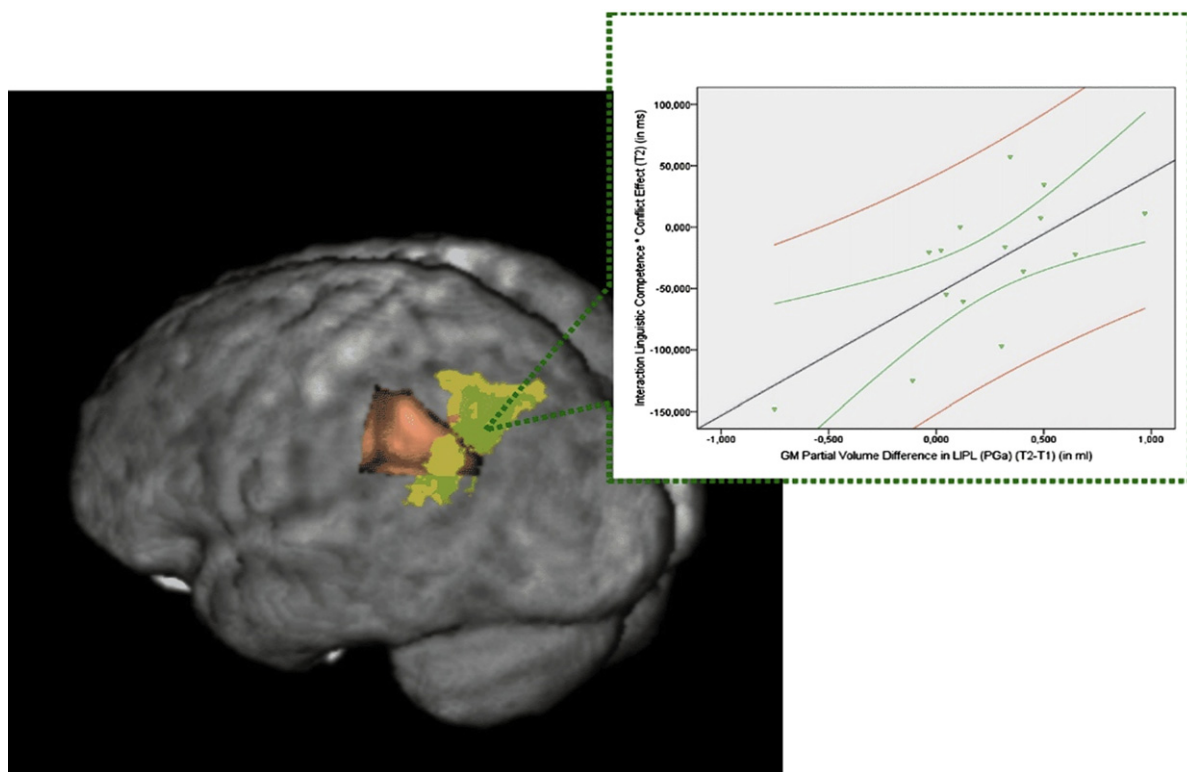 Interaction Linguistic Competence * Conflict Effect (T2) (in ms)
100,000
50,000
0,000
-50,000
-100,000
-150,000
-1,000 -0,500 0,000 0,500 1,000
GM Partial Volume Difference in LIPL (PGa) (T2-T1) (in ml)